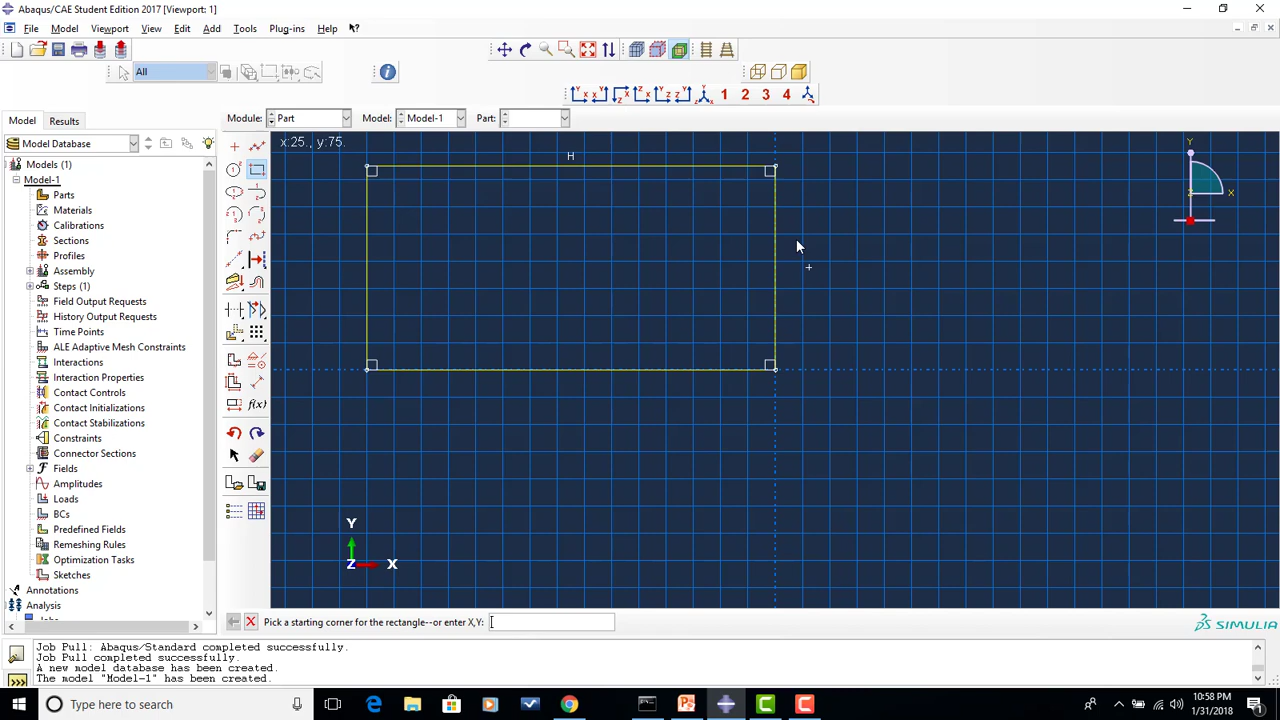 Abaqus/CAE Student Edition 2017 [Viewport: 1]
File Model Viewport View Edit Add Tools Plug-ins Help
All
1 2 3 4
Model Results
Module: Part Model: Model-1 Part:
Model Database
x:25., y:75.
H
Y
X
Z
Models (1)
Model-1
Parts
Materials
Calibrations
Sections
Profiles
Assembly
Steps (1)
Field Output Requests
History Output Requests
Time Points
ALE Adaptive Mesh Constraints
Interactions
Interaction Properties
Contact Controls
Contact Initializations
Contact Stabilizations
Constraints
Connector Sections
Fields
Amplitudes
Loads
BCs
Predefined Fields
Remeshing Rules
Optimization Tasks
Sketches
Annotations
Analysis
f(x)
Y
Z X
Pick a starting corner for the rectangle--or enter X,Y:
SIMULIA
Job Pull: Abaqus/Standard completed successfully.
Job Pull completed successfully.
A new model database has been created.
The model "Model-1" has been created.
Type here to search
10:58 PM
1/31/2018